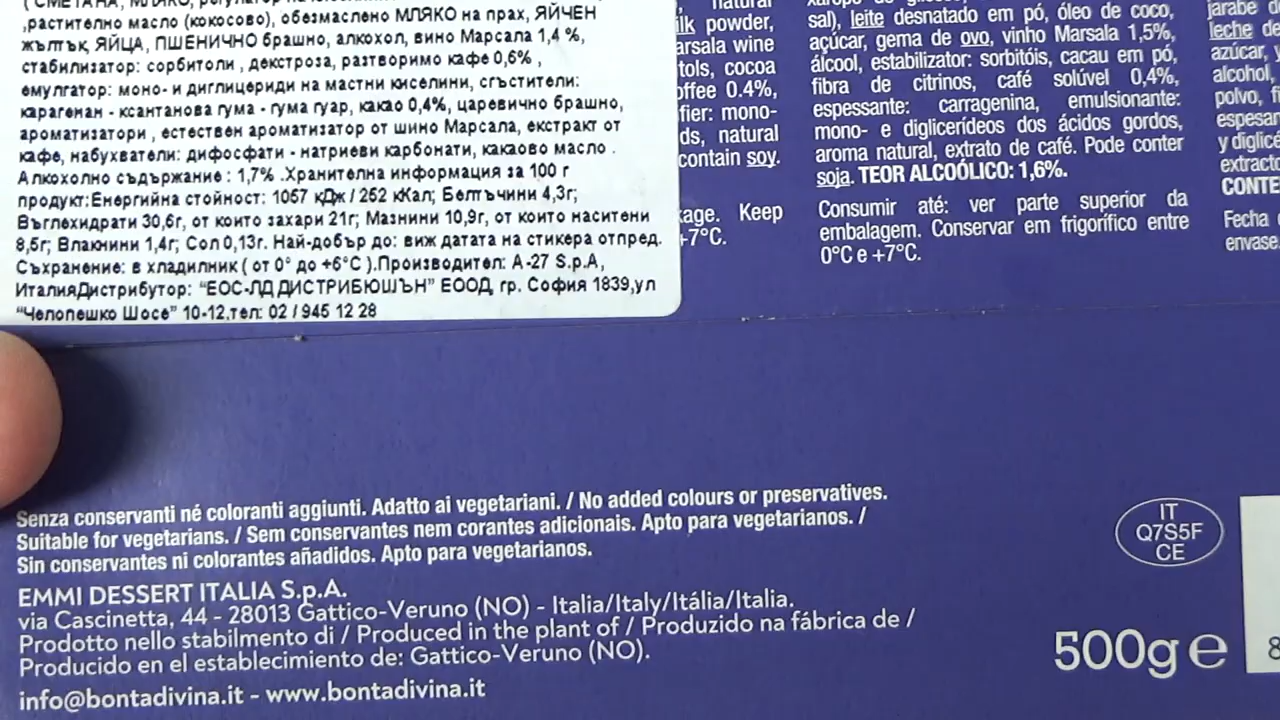 ,растително масло (кокосово), обезмаслено МЛЯКО на прах, ЯЙЧЕН
жълтък, ЯЙЦА, ПШЕНИЧНО брашно, алкохол, вино Марсала 1,4 %,
стабилизатор: сорбитоли , декстроза, разтворимо кафе 0,6% ,
емулгатор: моно- и диглицериди на мастни киселини, сгъстители:
карагенан - ксантанова гума - гума гуар, какао 0,4%, царевично брашно,
ароматизатори , естествен ароматизатор от шино Марсала, екстракт от
кафе, набухватели: дифосфати - натриеви карбонати, какаово масло .
Алкохолно съдържание : 1,7% .Хранителна информация за 100 г
продукт:Енергийна стойност: 1057 кДж / 252 кКал; Белтъчини 4,3г;
Въглехидрати 30,6г, от които захари 21г; Мазнини 10,9г, от които наситени
8,5г; Влакнини 1,4г; Сол 0,13г. Най-добър до: виж датата на стикера отпред.
Съхранение: в хладилник ( от 0° до +6°C ).Производител: A-27 S.p.A,
ИталияДистрибутор: "ЕОС-ЛД ДИСТРИБЮШЪН" ЕООД, гр. София 1839,ул
"Челопешко Шосе" 10-12,тел: 02 / 945 12 28
natural
powder,
wine
cocoa
0.4%,
mono-
natural
contain soy.
Keep
+7°C.
sal), leite desnatado em pó, óleo de coco,
açúcar, gema de ovo, vinho Marsala 1,5%,
álcool, estabilizator: sorbitóis, cacau em pó,
fibra de citrinos, café solúvel 0,4%,
espessante: carragenina, emulsionante:
mono- e diglicerídeos dos ácidos gordos,
aroma natural, extrato de café. Pode conter
soja. TEOR ALCOÓLICO: 1,6%.
Consumir até: ver parte superior da
embalagem. Conservar em frigorífico entre
0°C e +7°C.
jarabe
leche
azúcar,
alcohol,
polvo,
Fecha
envase
Senza conservanti né coloranti aggiunti. Adatto ai vegetariani. / No added colours or preservatives.
Suitable for vegetarians. / Sem conservantes nem corantes adicionais. Apto para vegetarianos. /
Sin conservantes ni colorantes añadidos. Apto para vegetarianos.
EMMI DESSERT ITALIA S.p.A.
via Cascinetta, 44 - 28013 Gattico-Veruno (NO) - Italia/Italy/Itália/Italia.
Prodotto nello stabilmento di / Produced in the plant of / Produzido na fábrica de /
Producido en el establecimiento de: Gattico-Veruno (NO).
info@bontadivina.it - www.bontadivina.it
IT
Q7S5F
CE
500g e